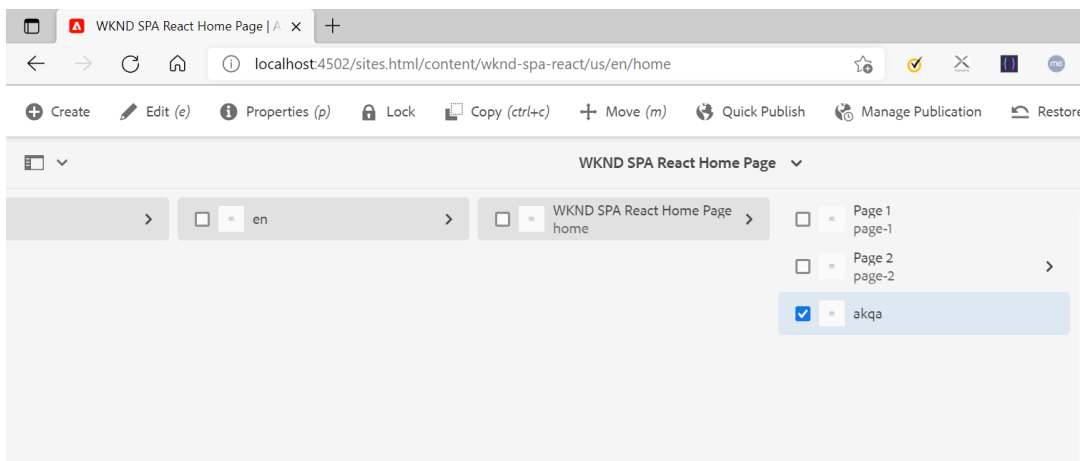 WKND SPA React Home Page | A
localhost:4502/sites.html/content/wknd-spa-react/us/en/home
me
Create Edit (e) Properties (p) Lock Copy (ctrl+c) Move (m) Quick Publish Manage Publication Restore
WKND SPA React Home Page
en
WKND SPA React Home Page
home
Page 1
page-1
Page 2
page-2
akqa